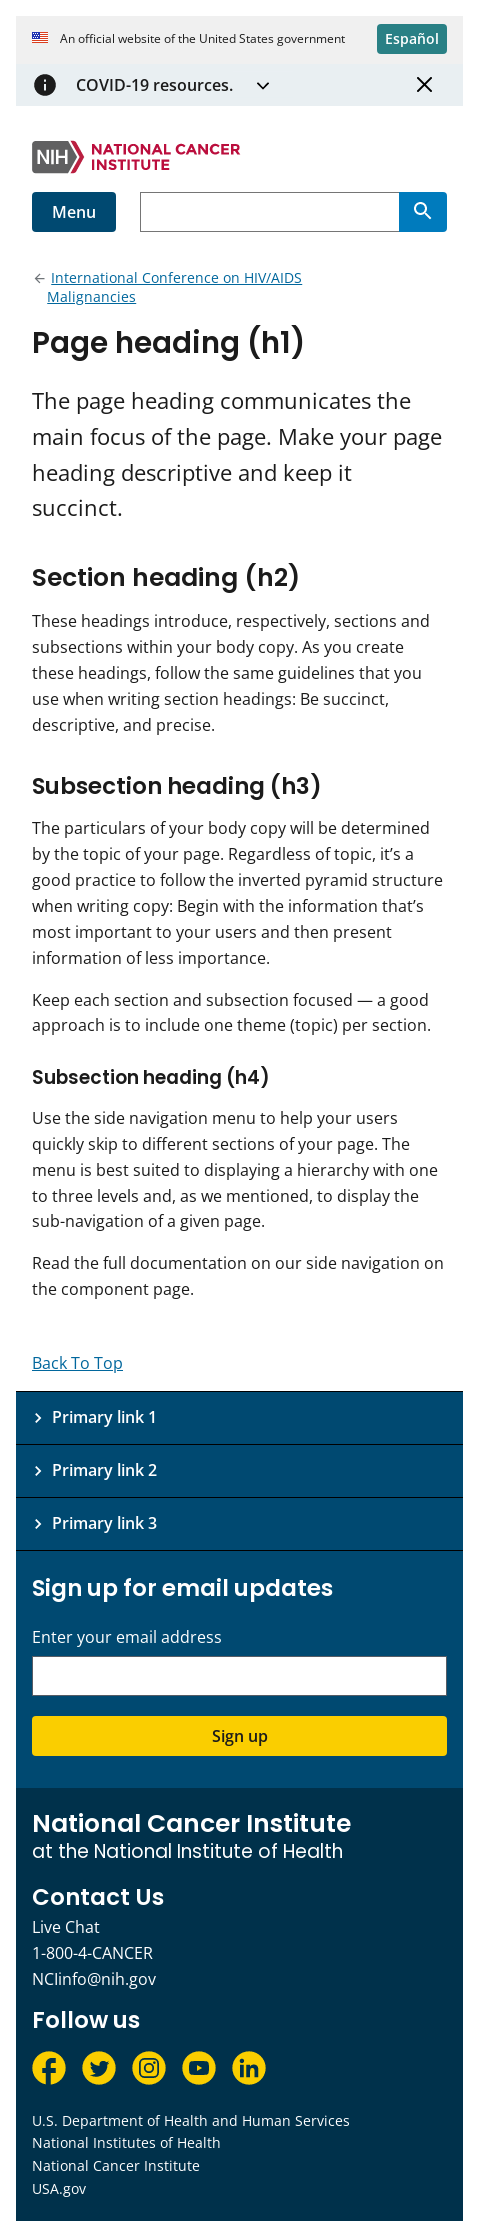 An official website of the United States government
Español
COVID-19 resources.
NIH
NATIONAL CANCER
INSTITUTE
Menu
International Conference on HIV/AIDS
Malignancies
Page heading (h1)
The page heading communicates the
main focus of the page. Make your page
heading descriptive and keep it
succinct.
Section heading (h2)
These headings introduce, respectively, sections and
subsections within your body copy. As you create
these headings, follow the same guidelines that you
use when writing section headings: Be succinct,
descriptive, and precise.
Subsection heading (h3)
The particulars of your body copy will be determined
by the topic of your page. Regardless of topic, it’s a
good practice to follow the inverted pyramid structure
when writing copy: Begin with the information that’s
most important to your users and then present
information of less importance.
Keep each section and subsection focused — a good
approach is to include one theme (topic) per section.
Subsection heading (h4)
Use the side navigation menu to help your users
quickly skip to different sections of your page. The
menu is best suited to displaying a hierarchy with one
to three levels and, as we mentioned, to display the
sub-navigation of a given page.
Read the full documentation on our side navigation on
the component page.
Back To Top
Primary link 1
Primary link 2
Primary link 3
Sign up for email updates
Enter your email address
Sign up
National Cancer Institute
at the National Institute of Health
Contact Us
Live Chat
1-800-4-CANCER
NCIinfo@nih.gov
Follow us
U.S. Department of Health and Human Services
National Institutes of Health
National Cancer Institute
USA.gov